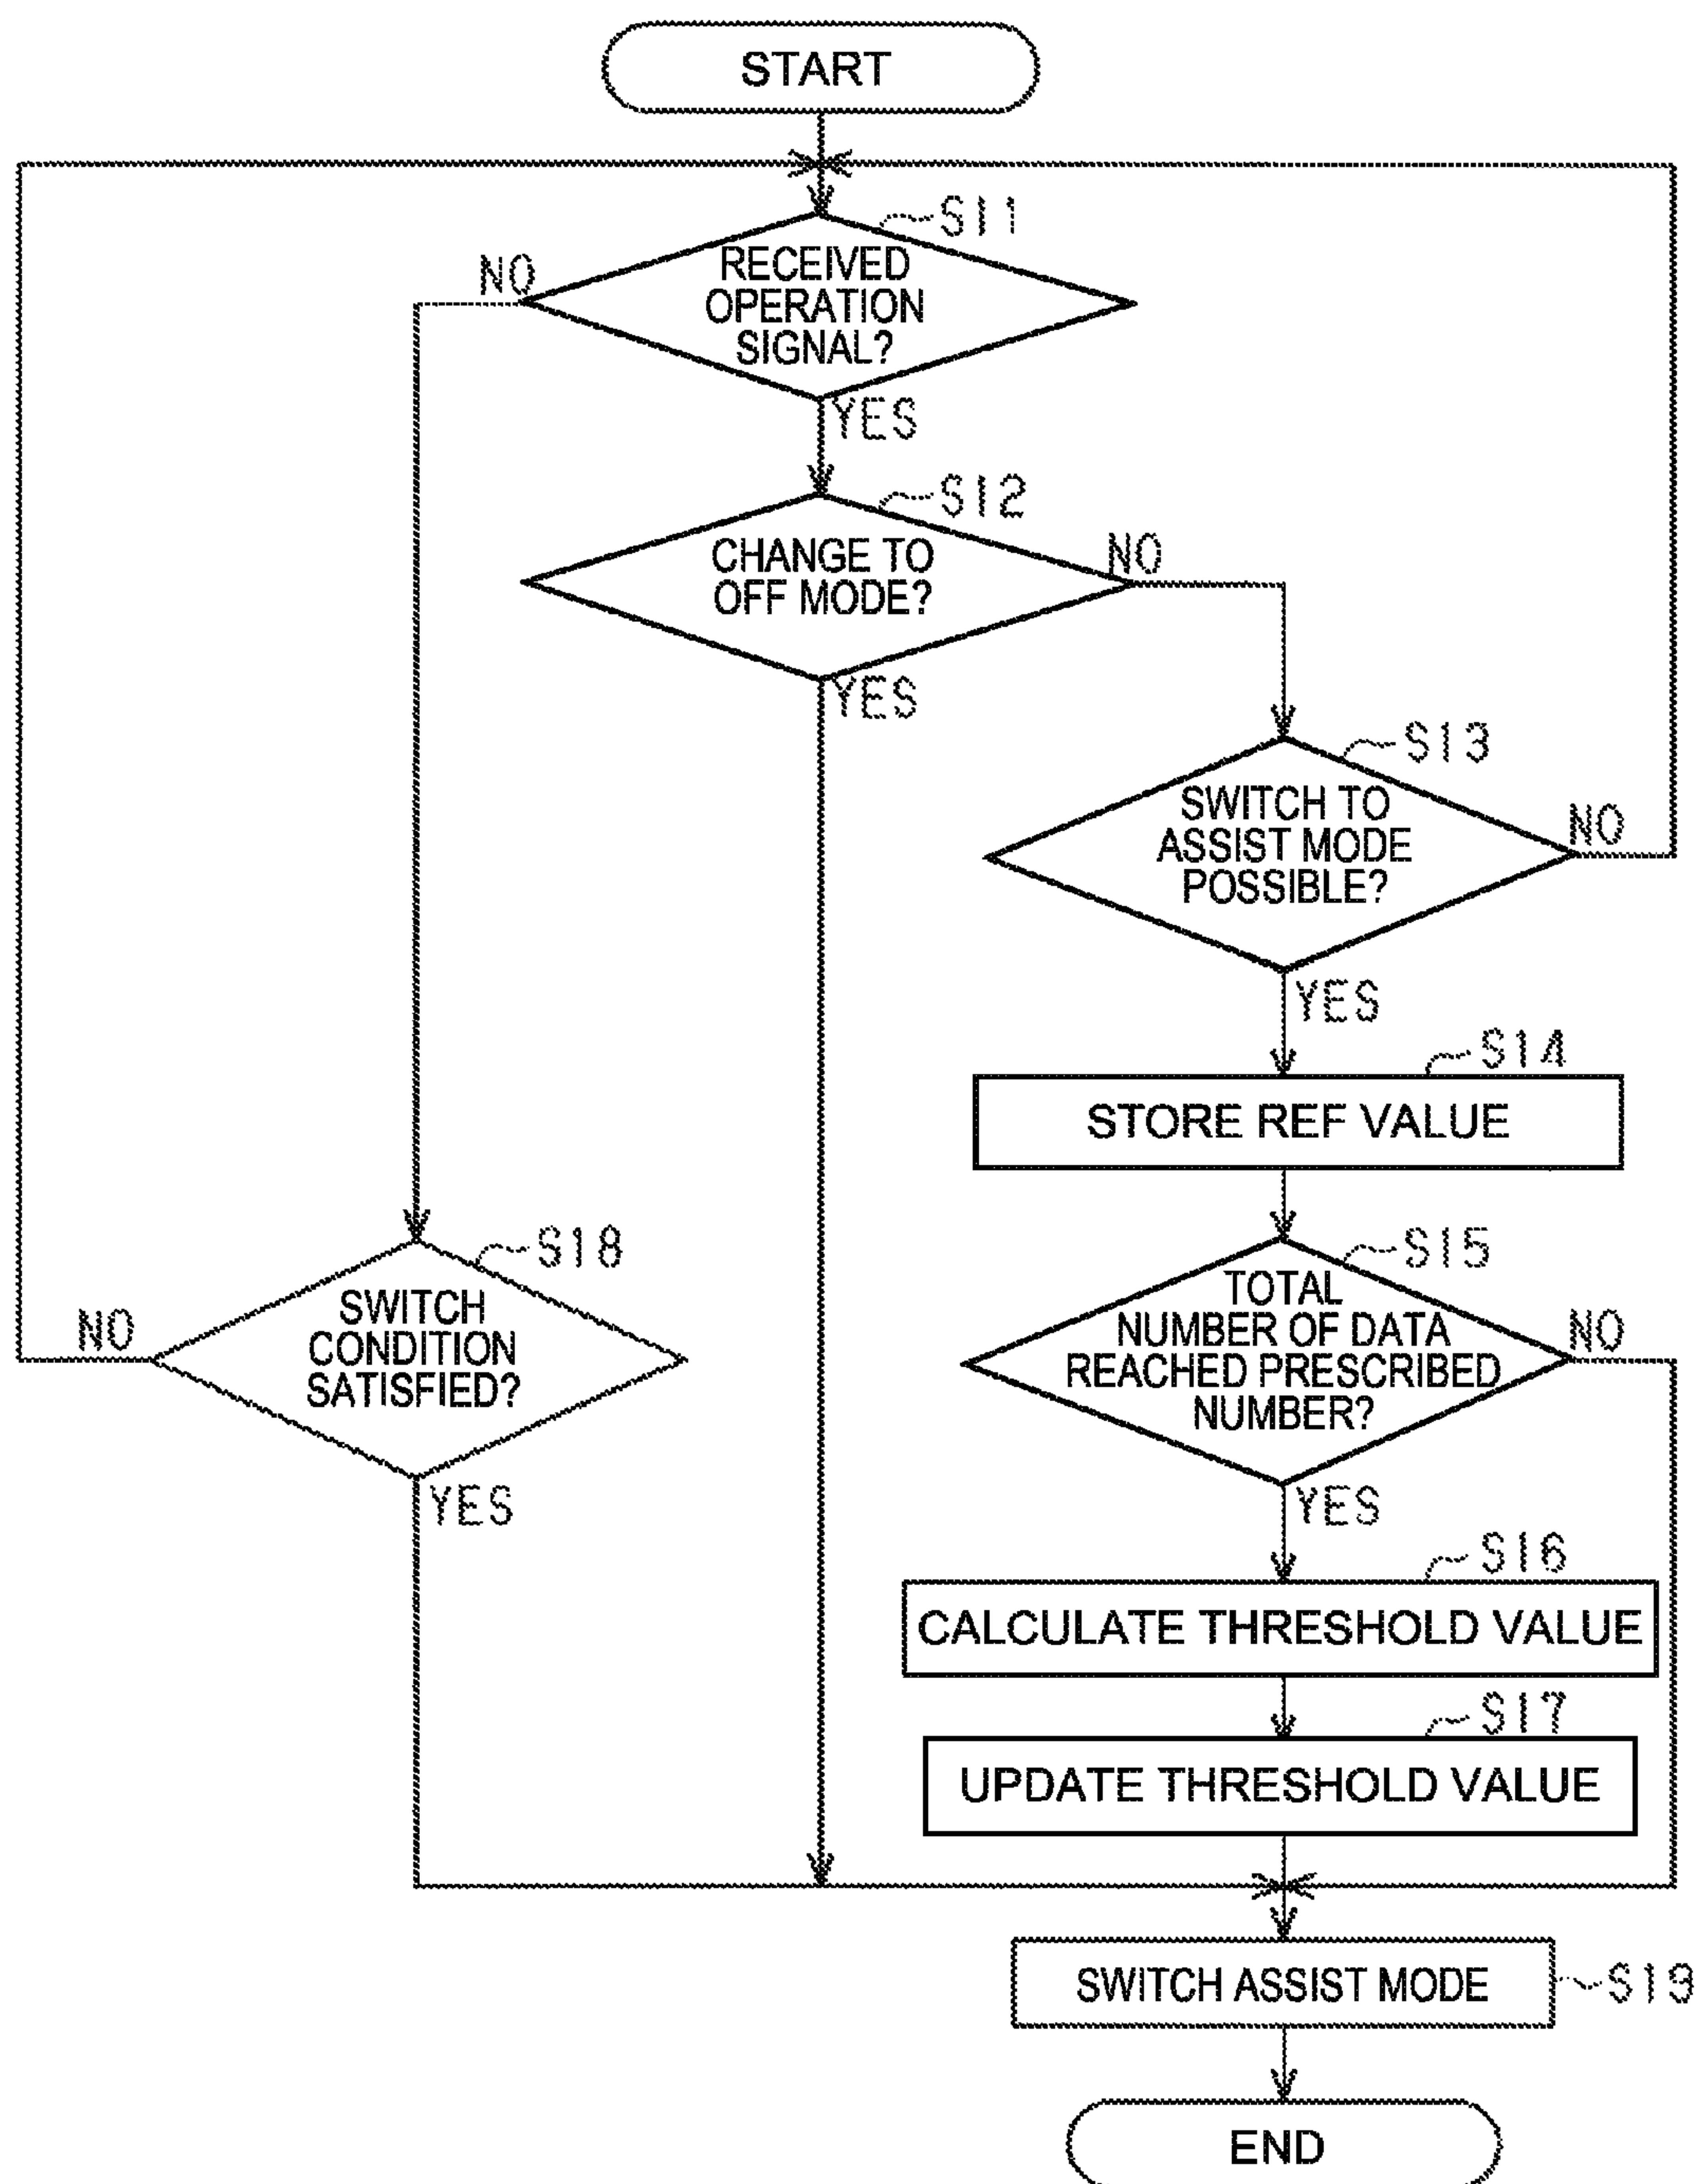 START
S11
NO
RECEIVED
OPERATION
SIGNAL?
YES
S12
CHANGE TO
OFF MODE?
NO
YES
S13
SWITCH TO
ASSIST MODE
POSSIBLE?
NO
YES
S14
STORE REF VALUE
S18
SWITCH
CONDITION
SATISFIED?
NO
YES
S15
TOTAL
NUMBER OF DATA
REACHED PRESCRIBED
NUMBER?
NO
YES
S16
CALCULATE THRESHOLD VALUE
S17
UPDATE THRESHOLD VALUE
SWITCH ASSIST MODE
S19
END